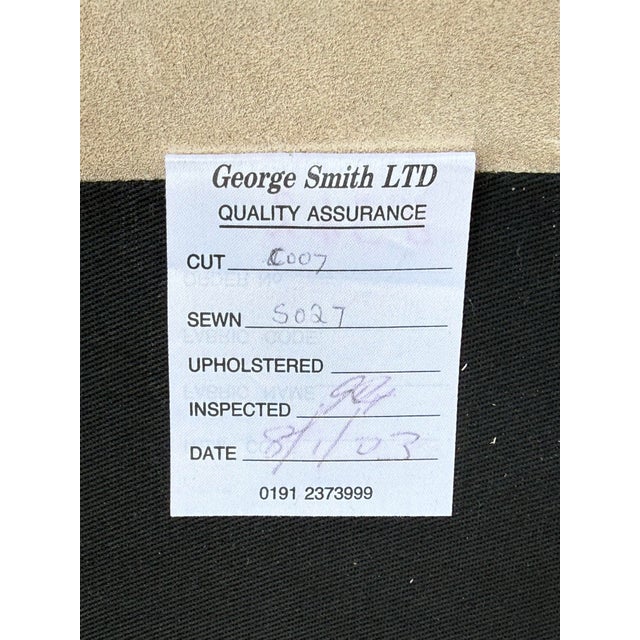 George Smith LTD
QUALITY ASSURANCE
CUT C007
SEWN S027
UPHOLSTERED
INSPECTED
DATE 8/1/03
0191 2373999